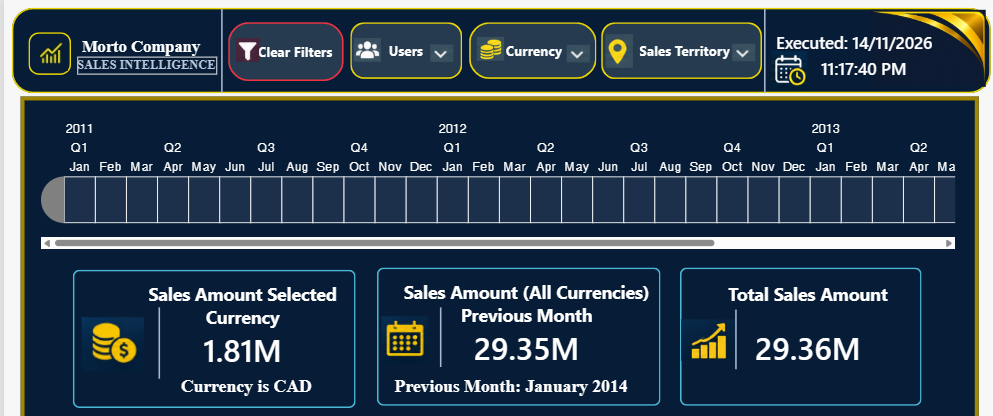 Morto Company
SALES INTELLIGENCE
Clear Filters
Users
Currency
Sales Territory
Executed: 14/11/2026
11:17:40 PM
2011 2012 2013
Q1 Q2 Q3 Q4 Q1 Q2 Q3 Q4 Q1 Q2
Jan Feb Mar Apr May Jun Jul Aug Sep Oct Nov Dec Jan Feb Mar Apr May Jun Jul Aug Sep Oct Nov Dec Jan Feb Mar Apr Ma
Sales Amount Selected
Currency
1.81M
Currency is CAD
Sales Amount (All Currencies)
Previous Month
29.35M
Previous Month: January 2014
Total Sales Amount
29.36M